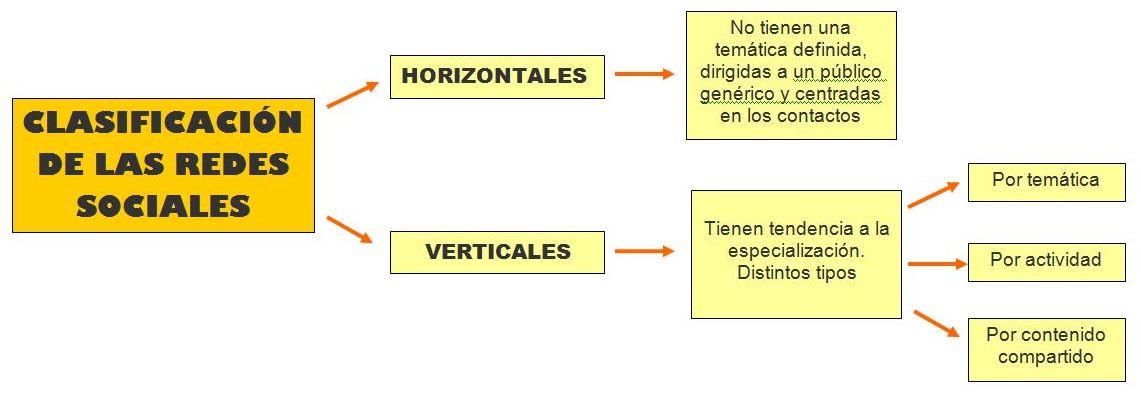 CLASIFICACIÓN
DE LAS REDES
SOCIALES
HORIZONTALES
No tienen una
temática definida,
dirigidas a un público
genérico y centradas
en los contactos
VERTICALES
Tienen tendencia a la
especialización.
Distintos tipos
Por temática
Por actividad
Por contenido
compartido